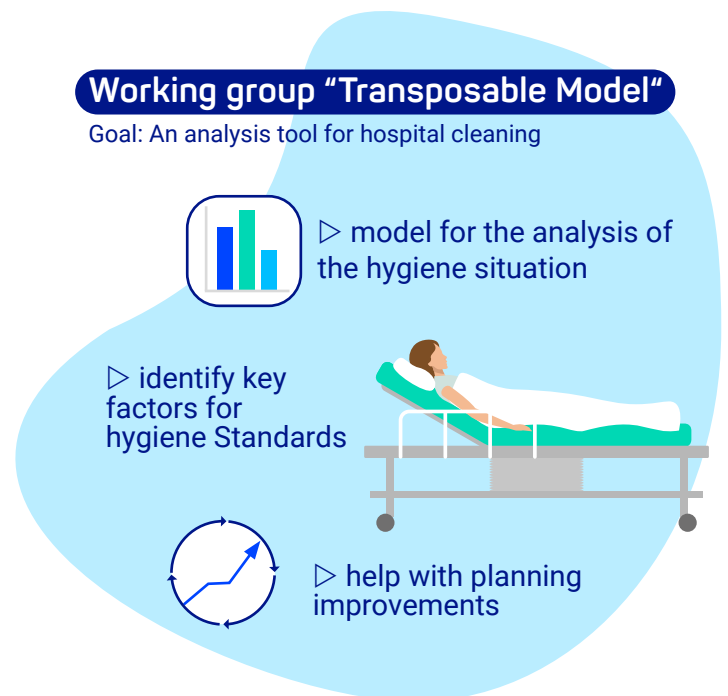 Working group “Transposable Model“
Goal: An analysis tool for hospital cleaning
▷ model for the analysis of
the hygiene situation
▷ identify key
factors for
hygiene Standards
▷ help with planning
improvements